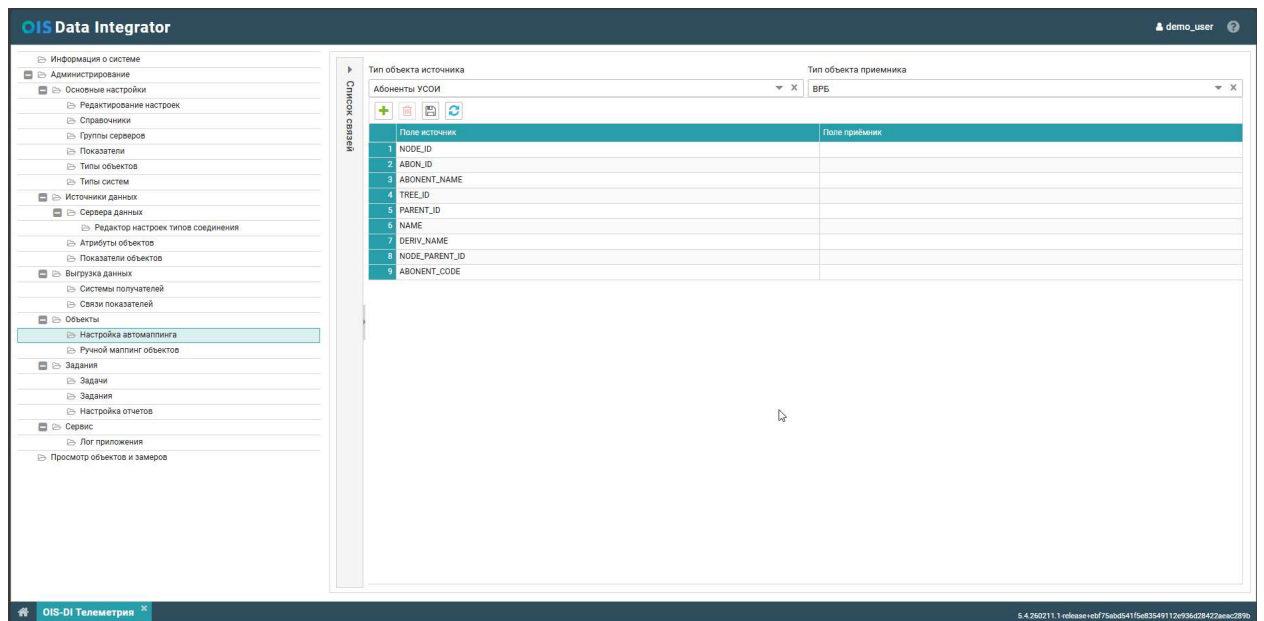 OIS Data Integrator
demo_user
Информация о системе
Администрирование
Основные настройки
Редактирование настроек
Справочники
Группы серверов
Показатели
Типы объектов
Типы систем
Источники данных
Сервера данных
Редактор настроек типов соединения
Атрибуты объектов
Показатели объектов
Выгрузка данных
Системы получателей
Связи показателей
Объекты
Настройка автомаппинга
Ручной маппинг объектов
Задания
Задачи
Задания
Настройка отчетов
Сервис
Лог приложения
Просмотр объектов и замеров
Список связей
Тип объекта источника
Тип объекта приемника
Абоненты УСОИ
ВРБ
Поле источник
Поле приёмник
1 NODE_ID
2 ABON_ID
3 ABONENT_NAME
4 TREE_ID
5 PARENT_ID
6 NAME
7 DERIV_NAME
8 NODE_PARENT_ID
9 ABONENT_CODE
OIS-DI Телеметрия
5.4.260211.1-release+ebf75abd541f5e83549112e936d28422aeac289b